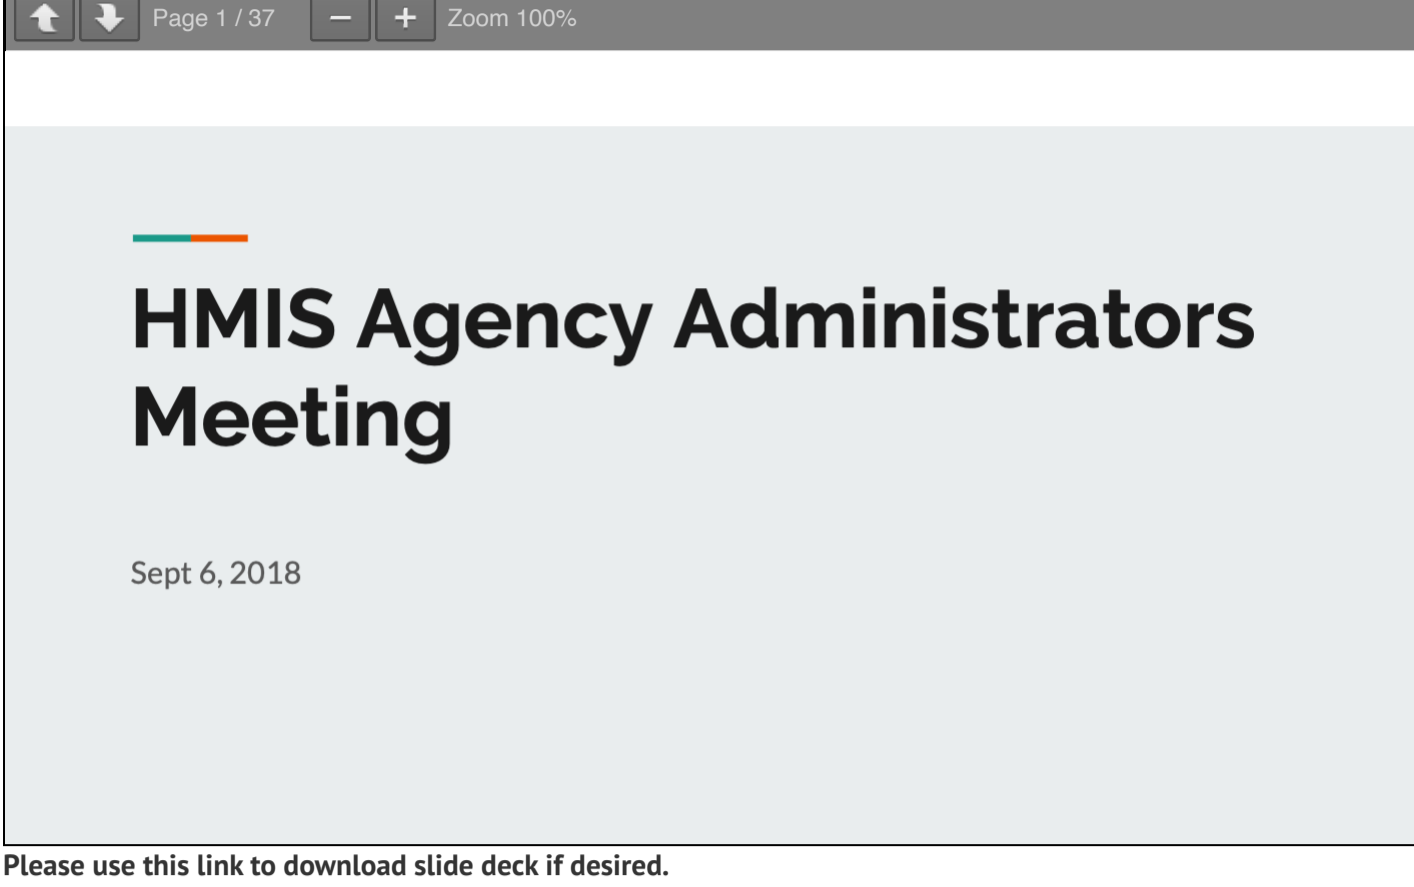 Page 1 / 37 Zoom 100%
HMIS Agency Administrators
Meeting
Sept 6, 2018
Please use this link to download slide deck if desired.